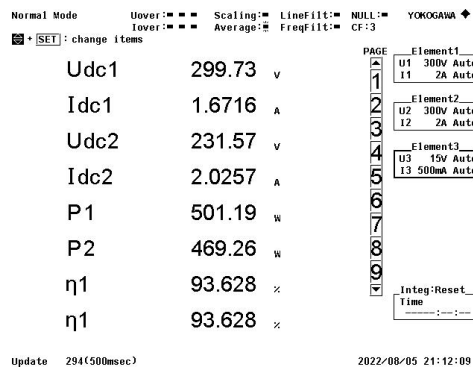 Normal Mode Uover: Scaling: LineFilt: NULL: YOKOGAWA
Iover: Average: FreqFilt: CF:3
+ SET : change items
PAGE
Udc1 299.73 V
Idc1 1.6716 A
Udc2 231.57 V
Idc2 2.0257 A
P1 501.19 W
P2 469.26 W
η1 93.628 %
η1 93.628 %
1
2
3
4
5
6
7
8
9
Element1
U1 300V Auto
I1 2A Auto
Element2
U2 300V Auto
I2 2A Auto
Element3
U3 15V Auto
I3 500mA Auto
Integ:Reset
Time
-----:--:--
Update 294(500msec) 2022/08/05 21:12:09